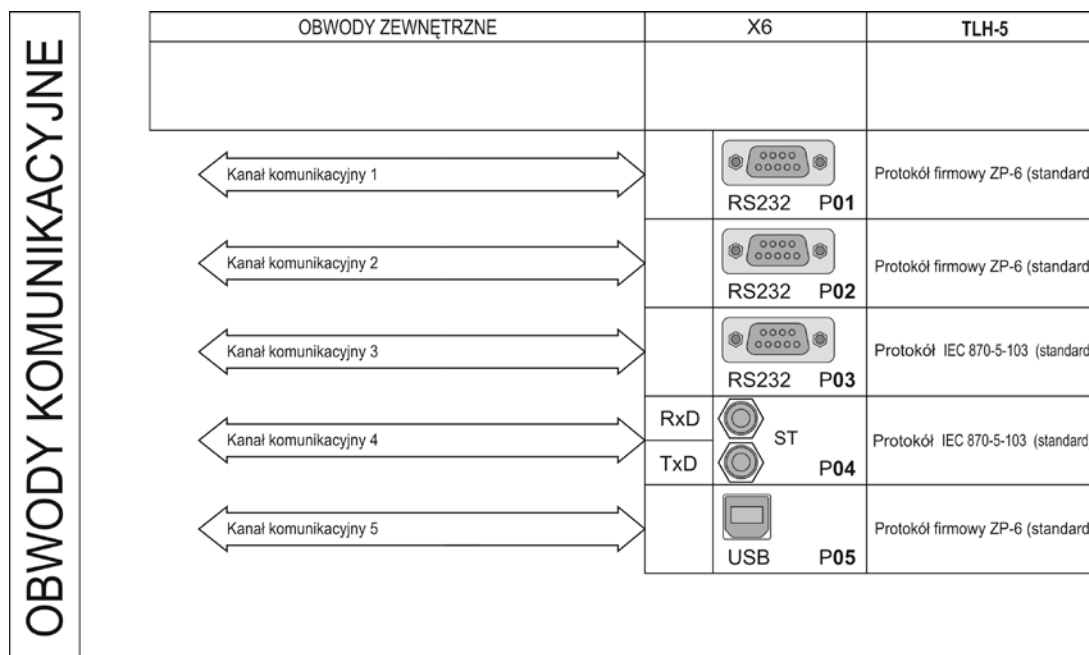 OBWODY KOMUNIKACYJNE
OBWODY ZEWNĘTRZNE X6 TLH-5
Kanał komunikacyjny 1
RS232 P01
Protokół firmowy ZP-6 (standard
Kanał komunikacyjny 2
RS232 P02
Protokół firmowy ZP-6 (standard
Kanał komunikacyjny 3
RS232 P03
Protokół IEC 870-5-103 (standard
Kanał komunikacyjny 4
RxD
ST
TxD
P04
Protokół IEC 870-5-103 (standard
Kanał komunikacyjny 5
USB P05
Protokół firmowy ZP-6 (standard